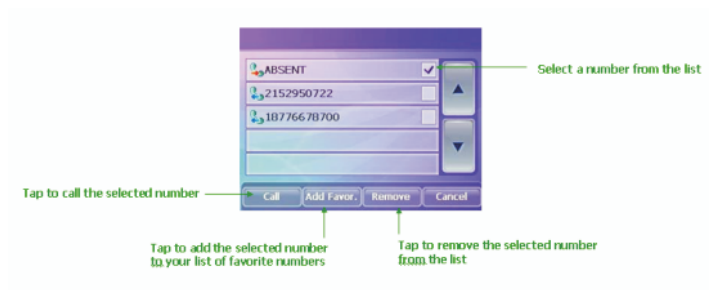 ABSENT
Select a number from the list
2152950722
18776678700
Tap to call the selected number
Call
Add Favor.
Remove
Cancel
Tap to add the selected number
to your list of favorite numbers
Tap to remove the selected number
from the list